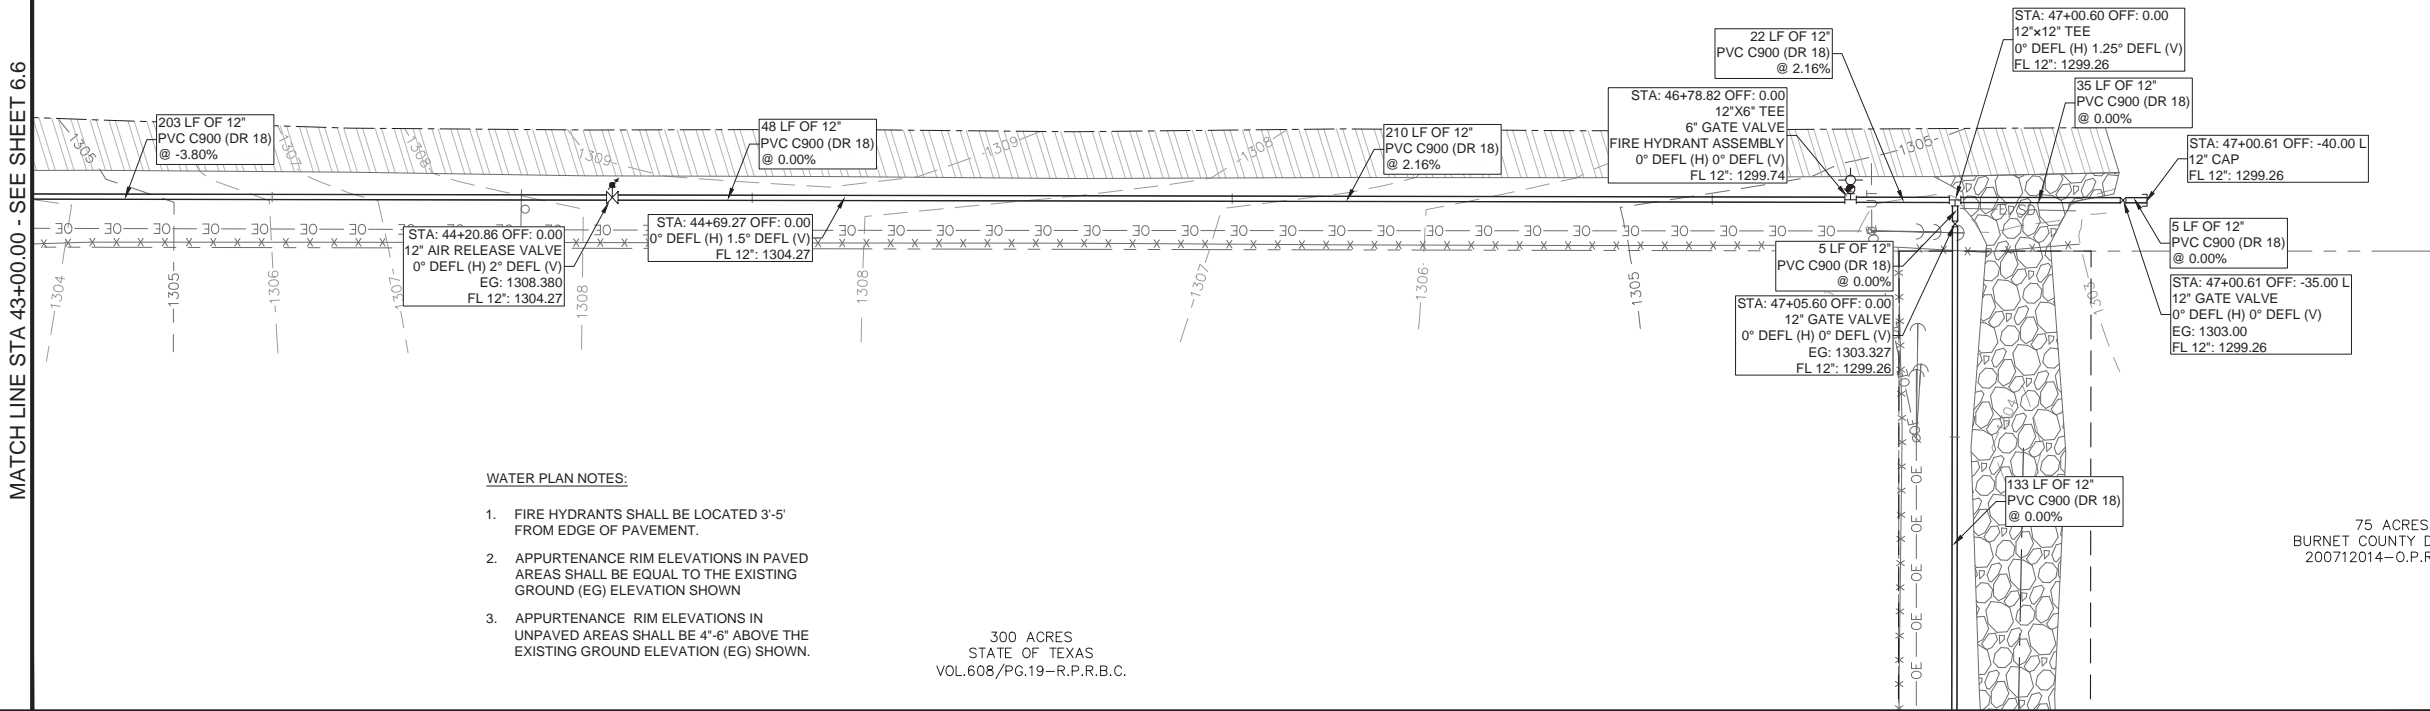 MATCH LINE STA 43+00.00 - SEE SHEET 6.6
203 LF OF 12"
PVC C900 (DR 18)
@ -3.80%
STA: 44+20.86 OFF: 0.00
12" AIR RELEASE VALVE
0° DEFL (H) 2° DEFL (V)
EG: 1308.380
FL 12": 1304.27
48 LF OF 12"
PVC C900 (DR 18)
@ 0.00%
STA: 44+69.27 OFF: 0.00
0° DEFL (H) 1.5° DEFL (V)
FL 12": 1304.27
210 LF OF 12"
PVC C900 (DR 18)
@ 2.16%
22 LF OF 12"
PVC C900 (DR 18)
@ 2.16%
STA: 46+78.82 OFF: 0.00
12"X6" TEE
6" GATE VALVE
FIRE HYDRANT ASSEMBLY
0° DEFL (H) 0° DEFL (V)
FL 12": 1299.74
STA: 47+00.60 OFF: 0.00
12"×12" TEE
0° DEFL (H) 1.25° DEFL (V)
FL 12": 1299.26
35 LF OF 12"
PVC C900 (DR 18)
@ 0.00%
STA: 47+00.61 OFF: -40.00 L
12" CAP
FL 12": 1299.26
5 LF OF 12"
PVC C900 (DR 18)
@ 0.00%
STA: 47+00.61 OFF: -35.00 L
12" GATE VALVE
0° DEFL (H) 0° DEFL (V)
EG: 1303.00
FL 12": 1299.26
5 LF OF 12"
PVC C900 (DR 18)
@ 0.00%
STA: 47+05.60 OFF: 0.00
12" GATE VALVE
0° DEFL (H) 0° DEFL (V)
EG: 1303.327
FL 12": 1299.26
133 LF OF 12"
PVC C900 (DR 18)
@ 0.00%
1305
1307
1308
1309
1309
1308
1305
1304
1305
1306
1307
1308
1308
1307
1306
1305
1303
WATER PLAN NOTES:
1. FIRE HYDRANTS SHALL BE LOCATED 3'-5'
FROM EDGE OF PAVEMENT.
2. APPURTENANCE RIM ELEVATIONS IN PAVED
AREAS SHALL BE EQUAL TO THE EXISTING
GROUND (EG) ELEVATION SHOWN
3. APPURTENANCE RIM ELEVATIONS IN
UNPAVED AREAS SHALL BE 4"-6" ABOVE THE
EXISTING GROUND ELEVATION (EG) SHOWN.
300 ACRES
STATE OF TEXAS
VOL.608/PG.19-R.P.R.B.C.
75 ACRES
BURNET COUNTY D
200712014-O.P.R